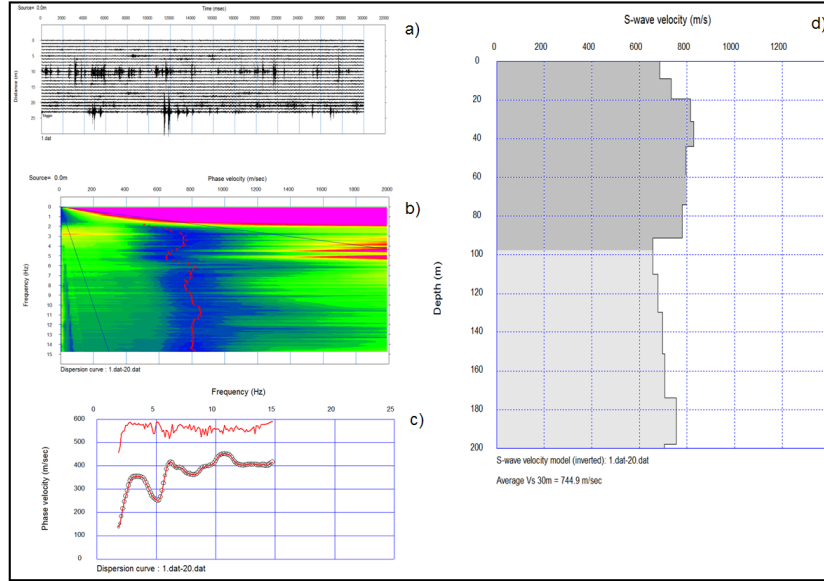 Source= 0.0m
Time (msec)
0 2000 4000 6000 8000 10000 12000 14000 16000 18000 20000 22000 24000 26000 28000 30000 32000
a)
Distance (m)
0
5
10
15
20
Trigger
1.dat
Source= 0.0m
Phase velocity (m/sec)
0 200 400 600 800 1000 1200 1400 1600 1800 2000
b)
Frequency (Hz)
0
1
2
3
4
5
6
7
8
9
10
11
12
13
14
15
Dispersion curve : 1.dat-20.dat
Frequency (Hz)
0 5 10 15 20 25
c)
Phase velocity (m/sec)
600
500
400
300
200
100
0
Dispersion curve : 1.dat-20.dat
S-wave velocity (m/s)
d)
0 200 400 600 800 1000 1200
Depth (m)
0
20
40
60
80
100
120
140
160
180
200
S-wave velocity model (inverted): 1.dat-20.dat
Average Vs 30m = 744.9 m/sec